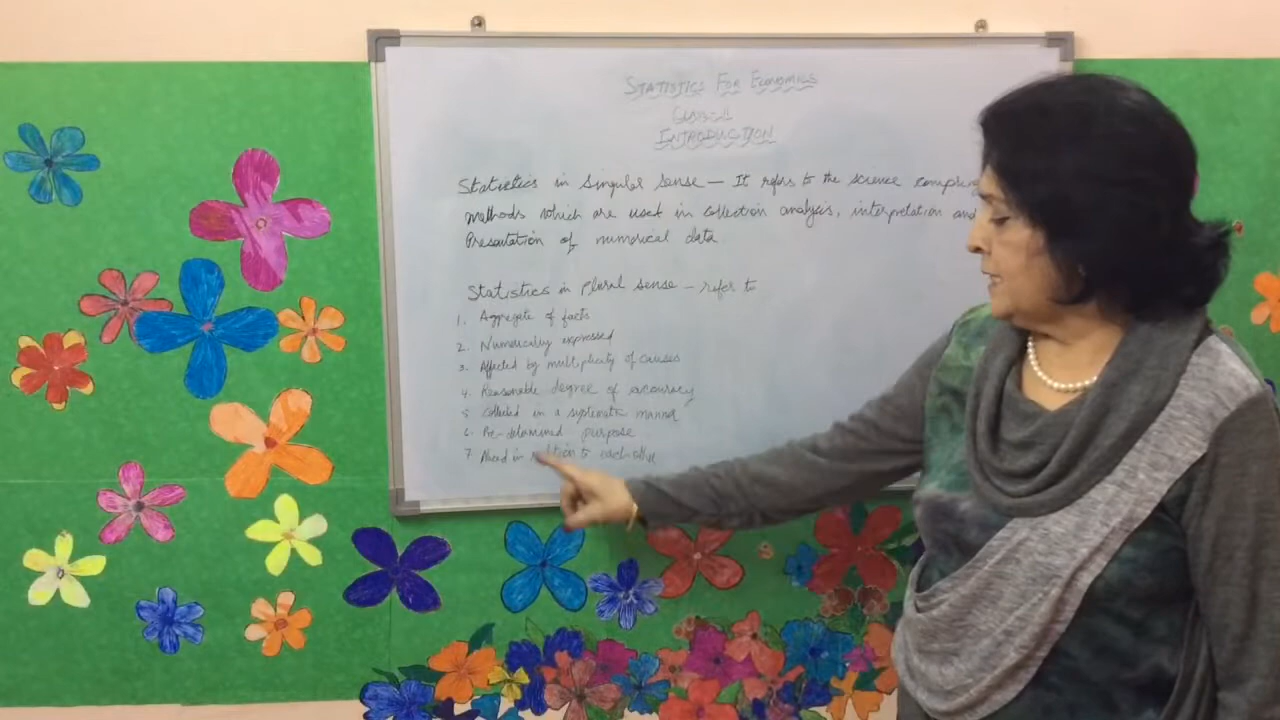 STATISTICS FOR ECONOMICS
INTRODUCTION
Statistics in singular sense — It refers to the science
methods which are used in collection analysis, interpretation and
Presentation of numerical data
Statistics in plural sense — refer to
1. Aggregate of facts
2. Numerically expressed
3. Affected by multiplicity of causes
4. Reasonable degree of accuracy
5 Collected in a systematic manner
6. Pre-determined purpose
7. in relation to each other